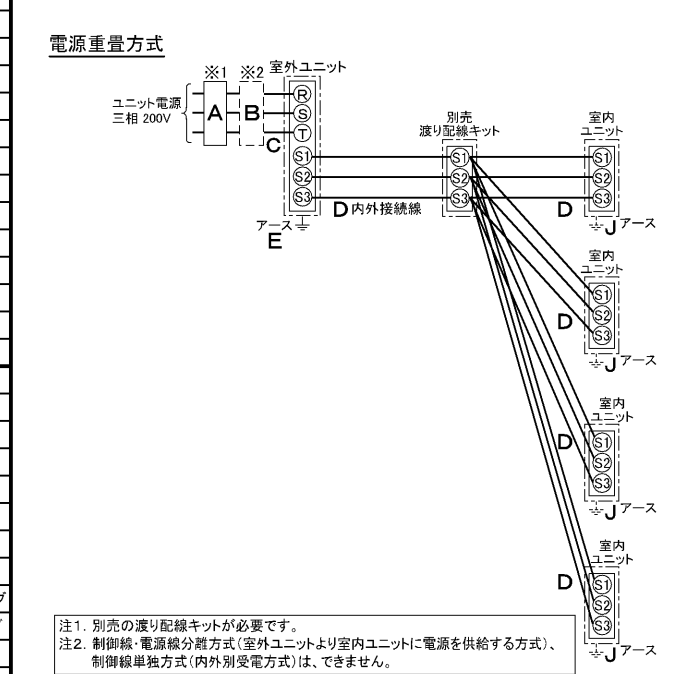 電源重畳方式
※1 ※2 室外ユニット
ユニット電源
三相 200V
A B
R
S
T
C
S1
S2
S3
アース
E
D 内外接続線
別売
渡り配線キット
S1
S2
S3
室内
ユニット
S1
S2
S3
D
J アース
室内
ユニット
S1
S2
S3
D
J アース
室内
ユニット
S1
S2
S3
D
J アース
室内
ユニット
S1
S2
S3
D
J アース
注1. 別売の渡り配線キットが必要です。
注2. 制御線・電源線分離方式(室外ユニットより室内ユニットに電源を供給する方式)、
制御線単独方式(内外別受電方式)は、できません。